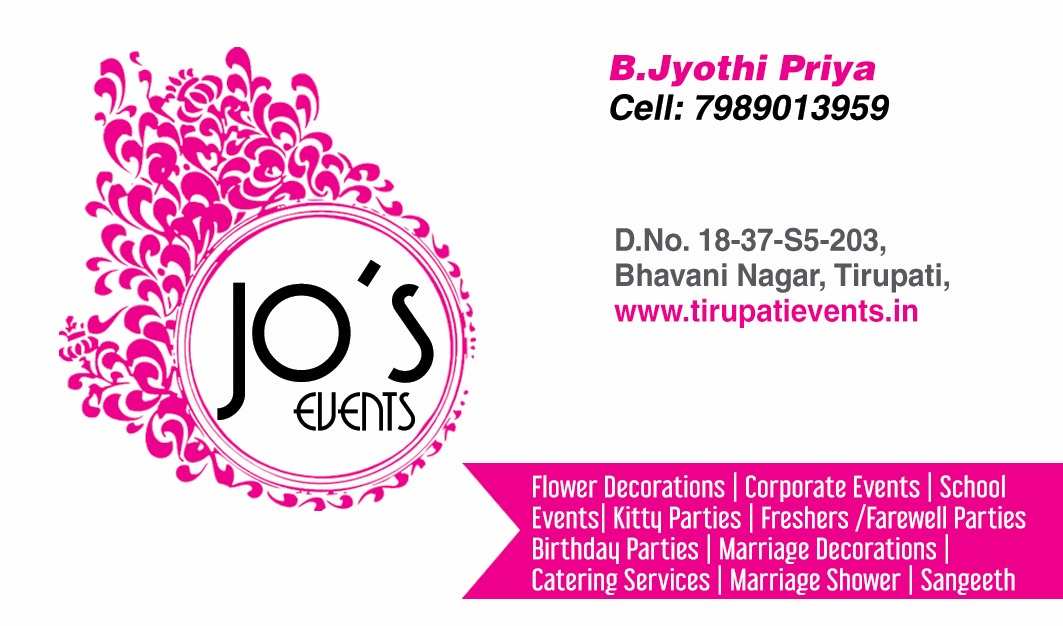 B.Jyothi Priya
Cell: 7989013959
JO'S
EVENTS
D.No. 18-37-S5-203,
Bhavani Nagar, Tirupati,
www.tirupatievents.in
Flower Decorations | Corporate Events | School
Events| Kitty Parties | Freshers /Farewell Parties
Birthday Parties | Marriage Decorations |
Catering Services | Marriage Shower | Sangeeth